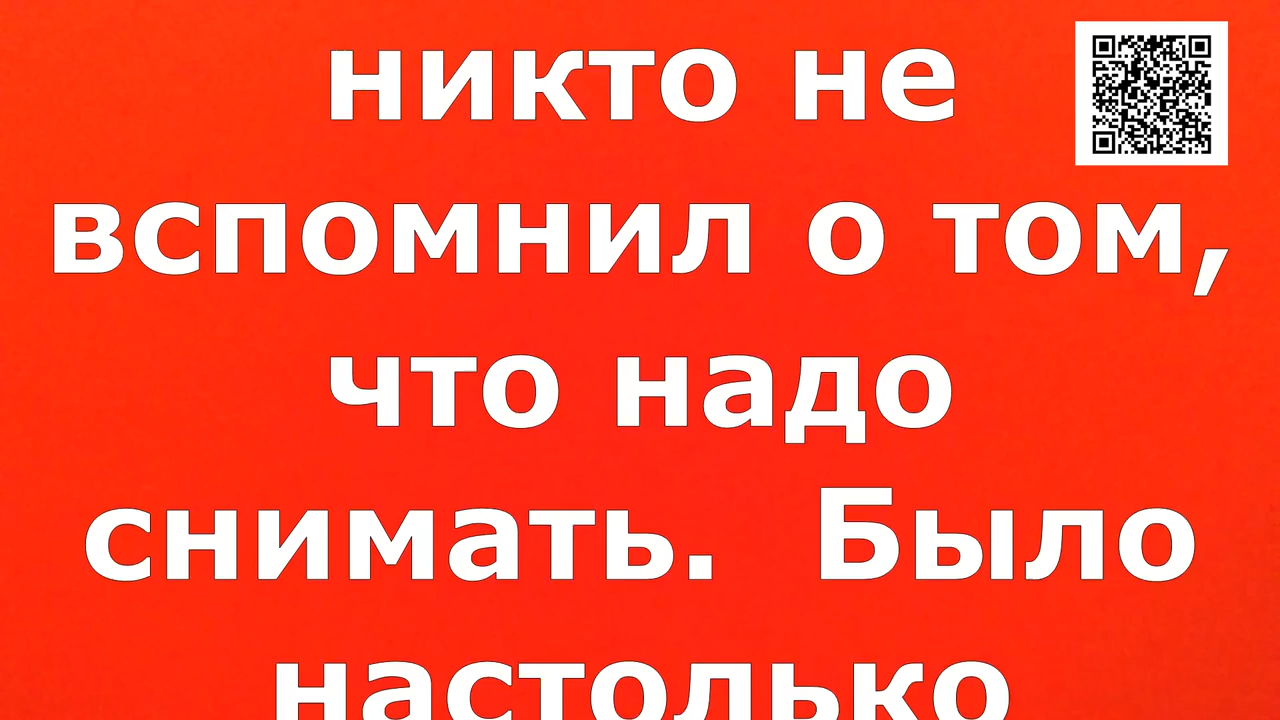 никто не
вспомнил о том,
что надо
снимать. Было
настолько